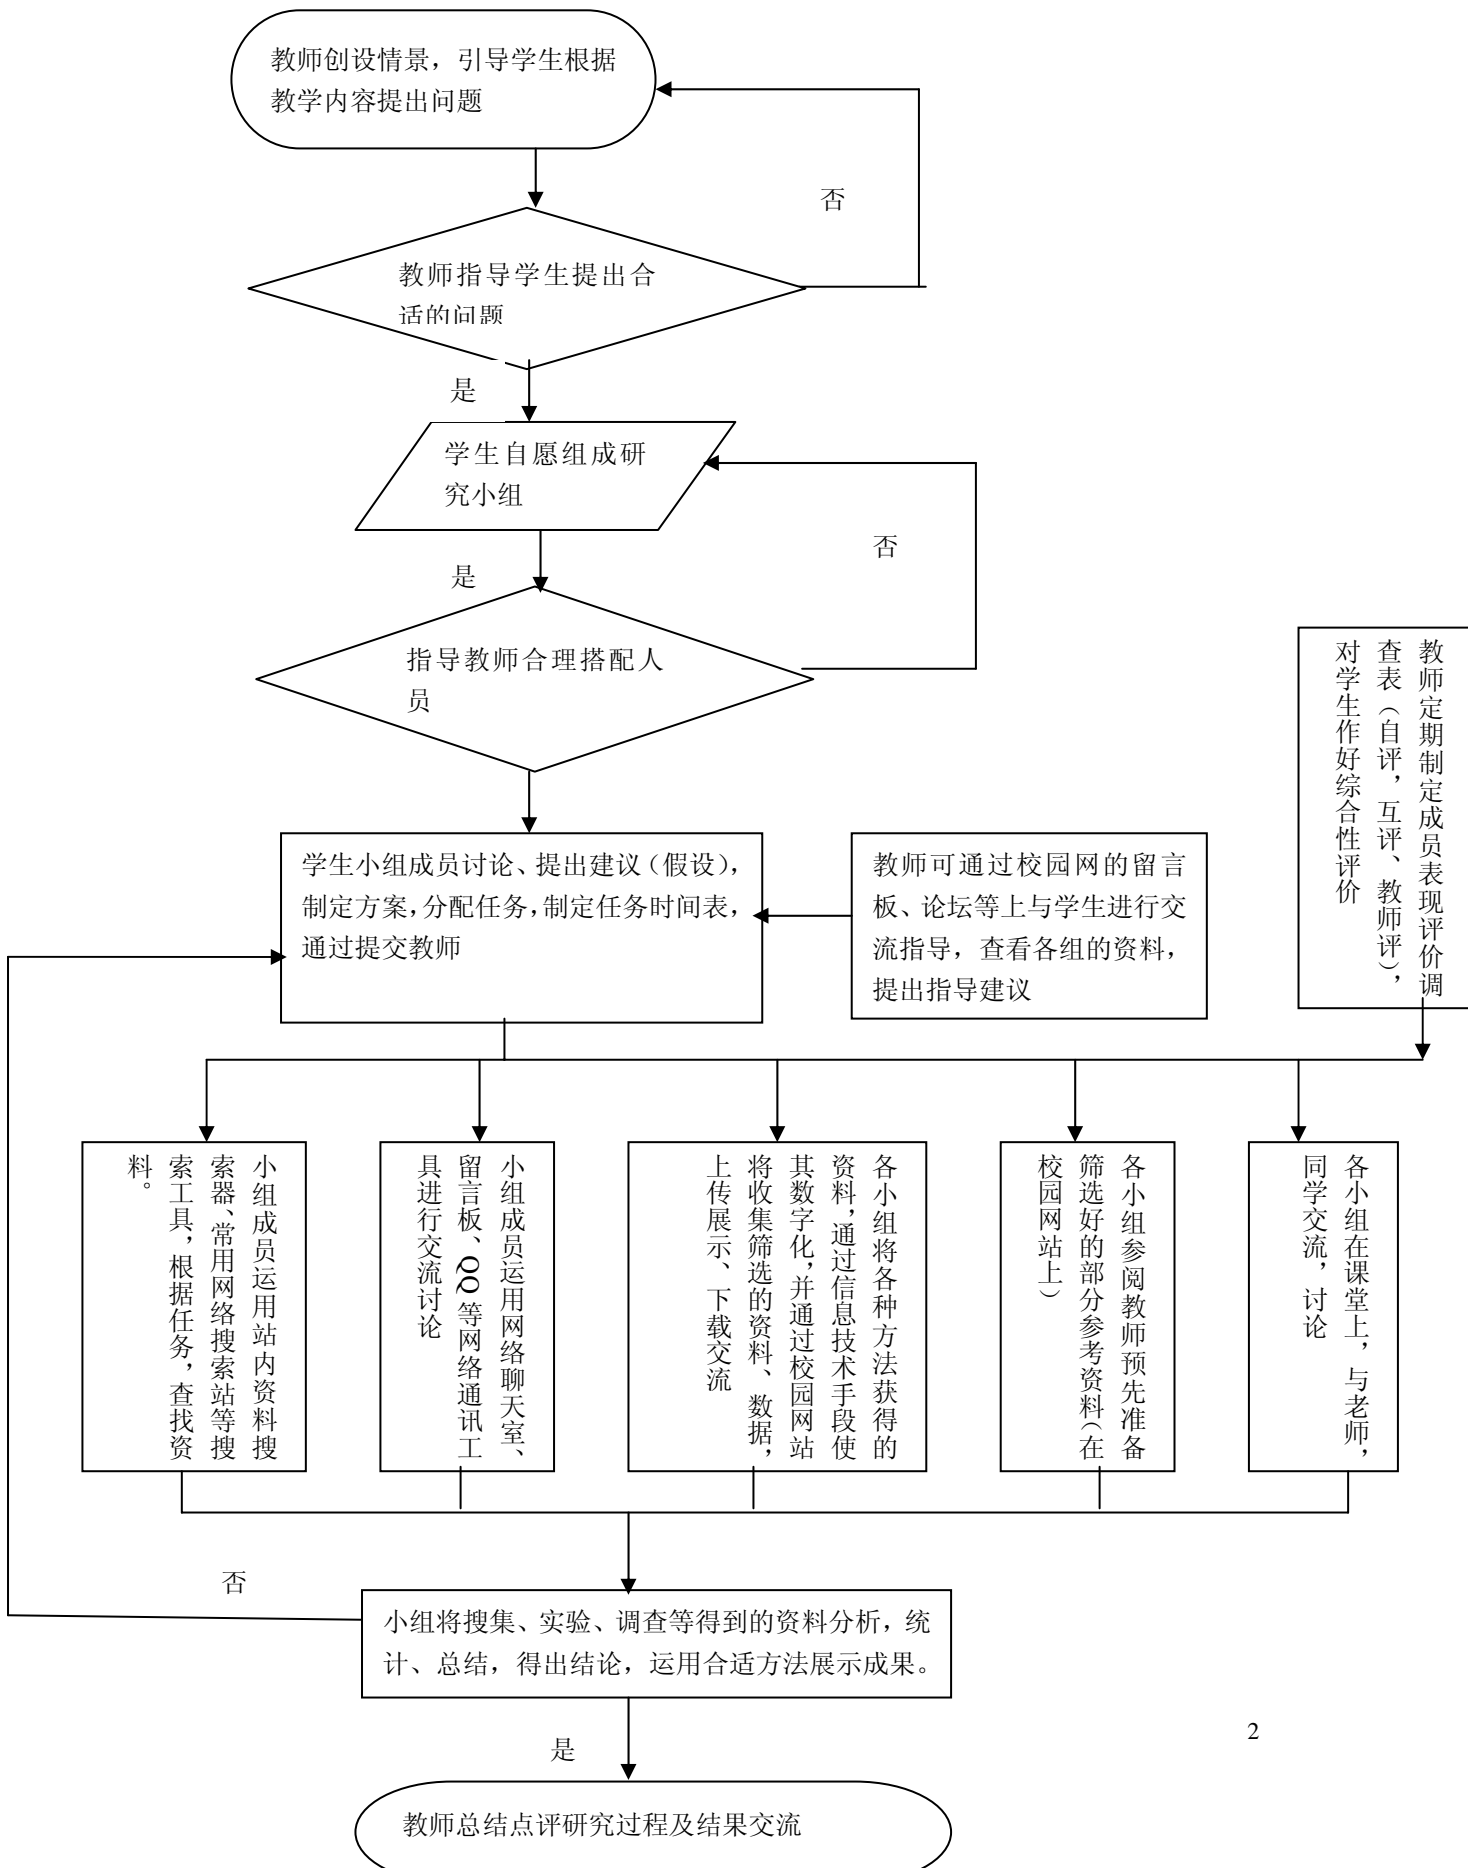 教师创设情景，引导学生根据
教学内容提出问题
否
教师指导学生提出合
适的问题
是
学生自愿组成研
究小组
否
是
指导教师合理搭配人
员
教师定期制定成员表现评价调
查表（自评，互评、教师评），
对学生作好综合性评价
学生小组成员讨论、提出建议（假设），
制定方案，分配任务，制定任务时间表，
通过提交教师
教师可通过校园网的留言
板、论坛等上与学生进行交
流指导，查看各组的资料，
提出指导建议
小组成员运用站内资料搜
索器、常用网络搜索站等搜
索工具，根据任务，查找资
料。
小组成员运用网络聊天室、
留言板、QQ 等网络通讯工
具进行交流讨论
各小组将各种方法获得的
资料，通过信息技术手段使
其数字化，并通过校园网站
将收集筛选的资料、数据，
上传展示、下载交流
各小组参阅教师预先准备
筛选好的部分参考资料（在
校园网站上）
各小组在课堂上，与老师，
同学交流，讨论
否
小组将搜集、实验、调查等得到的资料分析，统
计、总结，得出结论，运用合适方法展示成果。
是
2
教师总结点评研究过程及结果交流